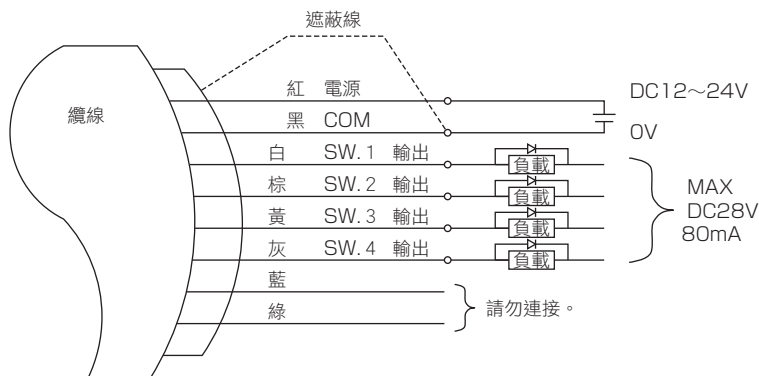 遮蔽線
纜線
紅 電源
DC12～24V
黑 COM
0V
白 SW.1 輸出
負載
棕 SW.2 輸出
負載
黃 SW.3 輸出
負載
灰 SW.4 輸出
負載
MAX
DC28V
80mA
藍
綠
請勿連接。